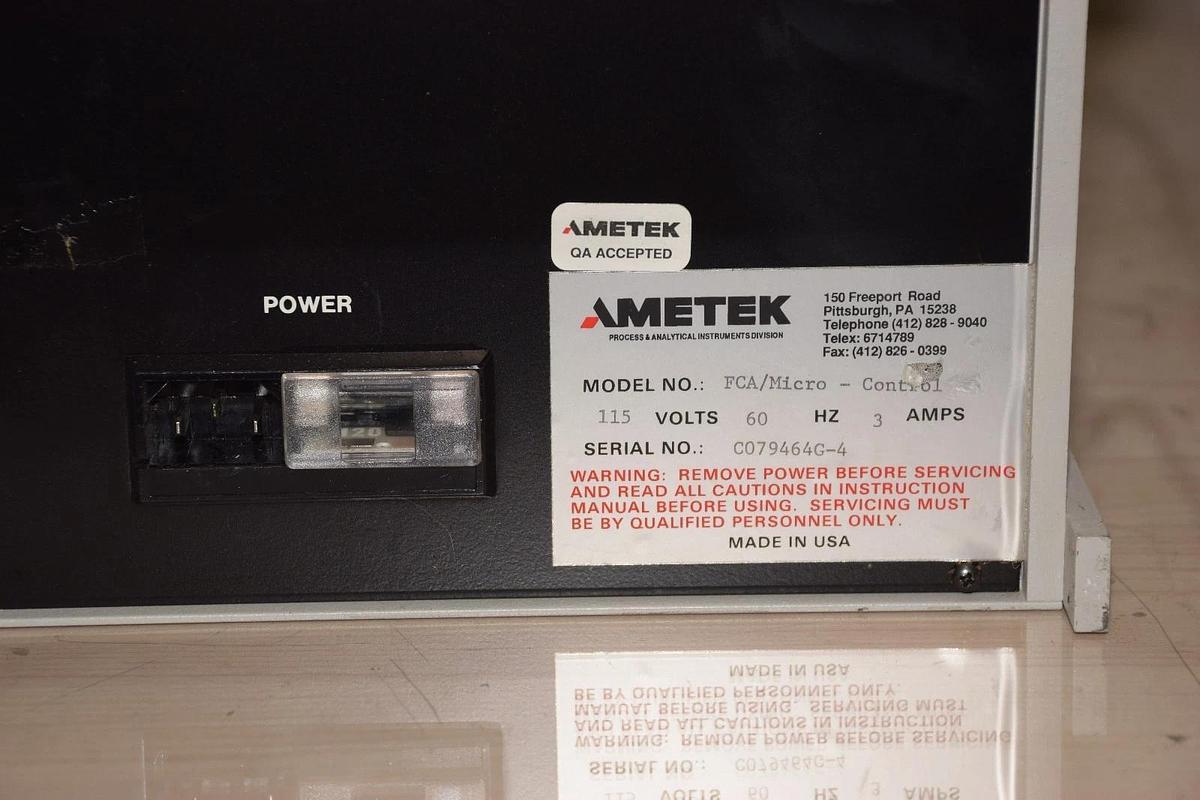 AMETEK
QA ACCEPTED
POWER
AMETEK
PROCESS & ANALYTICAL INSTRUMENTS DIVISION
150 Freeport Road
Pittsburgh, PA 15238
Telephone (412) 828 - 9040
Telex: 6714789
Fax: (412) 826 - 0399
MODEL NO.: FCA/Micro - Control
115 VOLTS 60 HZ 3 AMPS
SERIAL NO.: C079464G-4
WARNING: REMOVE POWER BEFORE SERVICING
AND READ ALL CAUTIONS IN INSTRUCTION
MANUAL BEFORE USING. SERVICING MUST
BE BY QUALIFIED PERSONNEL ONLY.
MADE IN USA